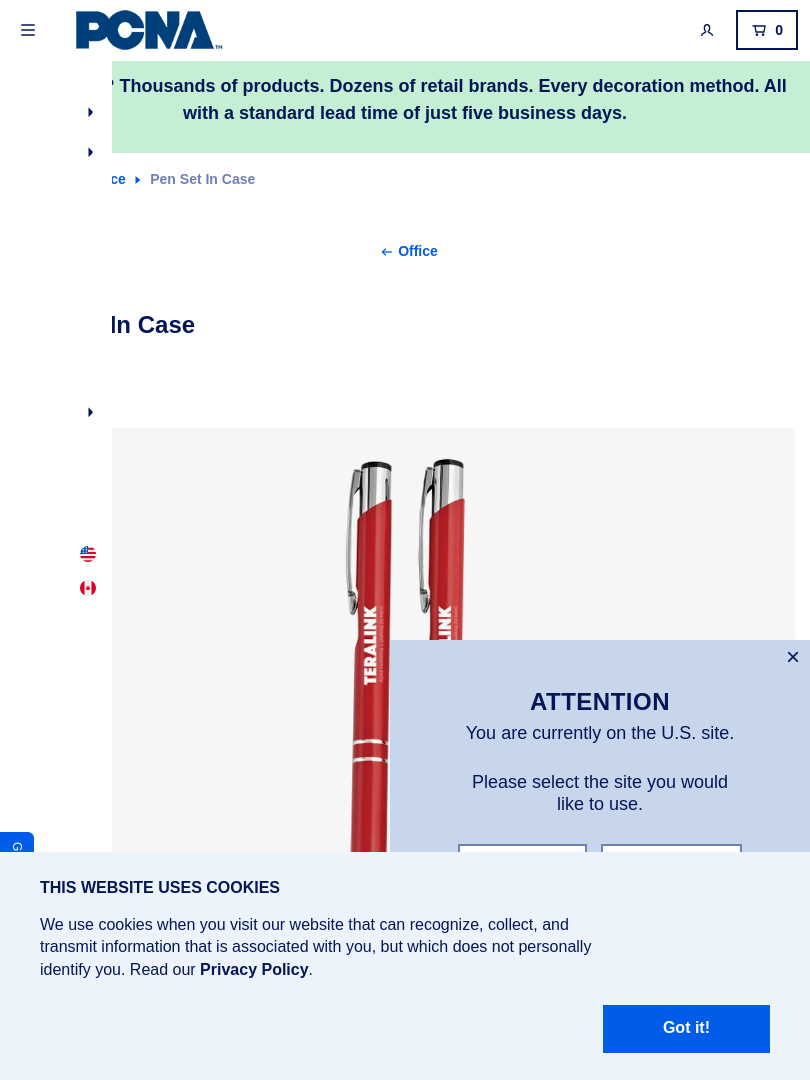 PCNA™
0
? Thousands of products. Dozens of retail brands. Every decoration method. All
with a standard lead time of just five business days.
ce
Pen Set In Case
Office
In Case
TERALINK
ATTENTION
You are currently on the U.S. site.
Please select the site you would
like to use.
G
THIS WEBSITE USES COOKIES
We use cookies when you visit our website that can recognize, collect, and
transmit information that is associated with you, but which does not personally
identify you. Read our Privacy Policy.
Got it!